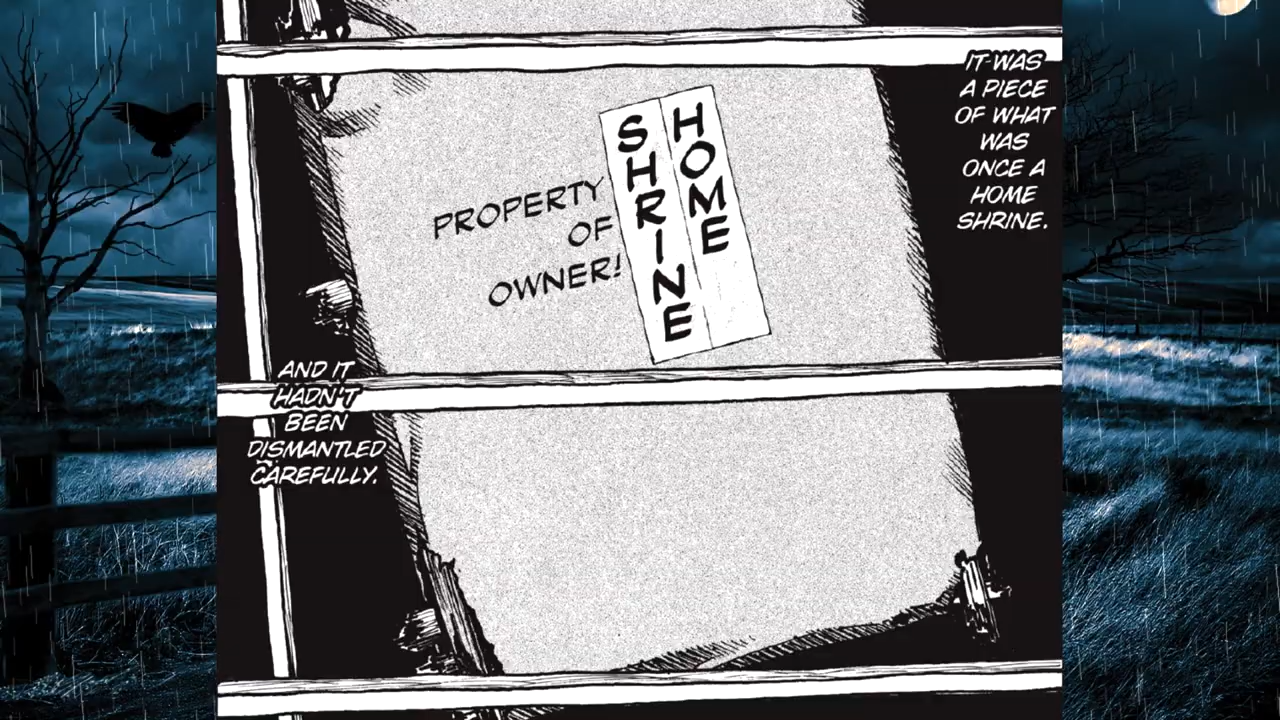 IT WAS
A PIECE
OF WHAT
WAS
ONCE A
HOME
SHRINE.
HOME
SHRINE
PROPERTY
OF
OWNER!
AND IT
HADN'T
BEEN
DISMANTLED
CAREFULLY.